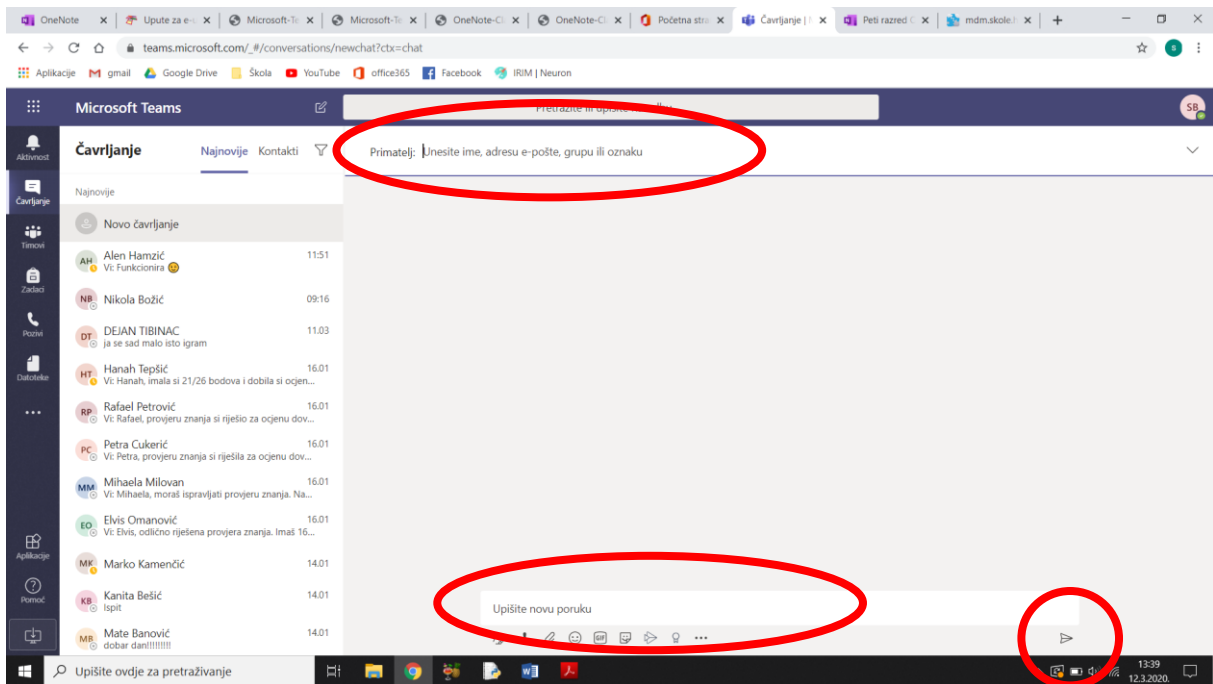 OneNote
Upute za e-u
Microsoft-Te
Microsoft-Te
OneNote-Cl
OneNote-Cl
Početna stra
Čavrljanje |
Peti razred
mdm.skole.h
teams.microsoft.com/_#/conversations/newchat?ctx=chat
Aplikacije gmail Google Drive Škola YouTube office365 Facebook IRIM | Neuron
Microsoft Teams
SB
Aktivnost
Čavrljanje
Timovi
Zadaci
Pozivi
Datoteke
Aplikacije
Pomoć
Čavrljanje Najnovije Kontakti
Najnovije
Novo čavrljanje
AH Alen Hamzić 11:51
Vi: Funkcionira
NB Nikola Božić 09:16
DT DEJAN TIBINAC 11.03
ja se sad malo isto igram
HT Hanah Tepšić 16.01
Vi: Hanah, imala si 21/26 bodova i dobila si ocjen...
RP Rafael Petrović 16.01
Vi: Rafael, provjeru znanja si riješio za ocjenu dov...
PC Petra Cukerić 16.01
Vi: Petra, provjeru znanja si riješila za ocjenu dov...
MM Mihaela Milovan 16.01
Vi: Mihaela, moraš ispravljati provjeru znanja. Na...
EO Elvis Omanović 16.01
Vi: Elvis, odlično riješena provjera znanja. Imaš 16...
MK Marko Kamenčić 14.01
KB Kanita Bešić 14.01
Ispit
MB Mate Banović 14.01
dobar dan!!!!!!!!!
Primatelj: Unesite ime, adresu e-pošte, grupu ili oznaku
Upišite novu poruku
GIF
Upišite ovdje za pretraživanje
13:39
12.3.2020.